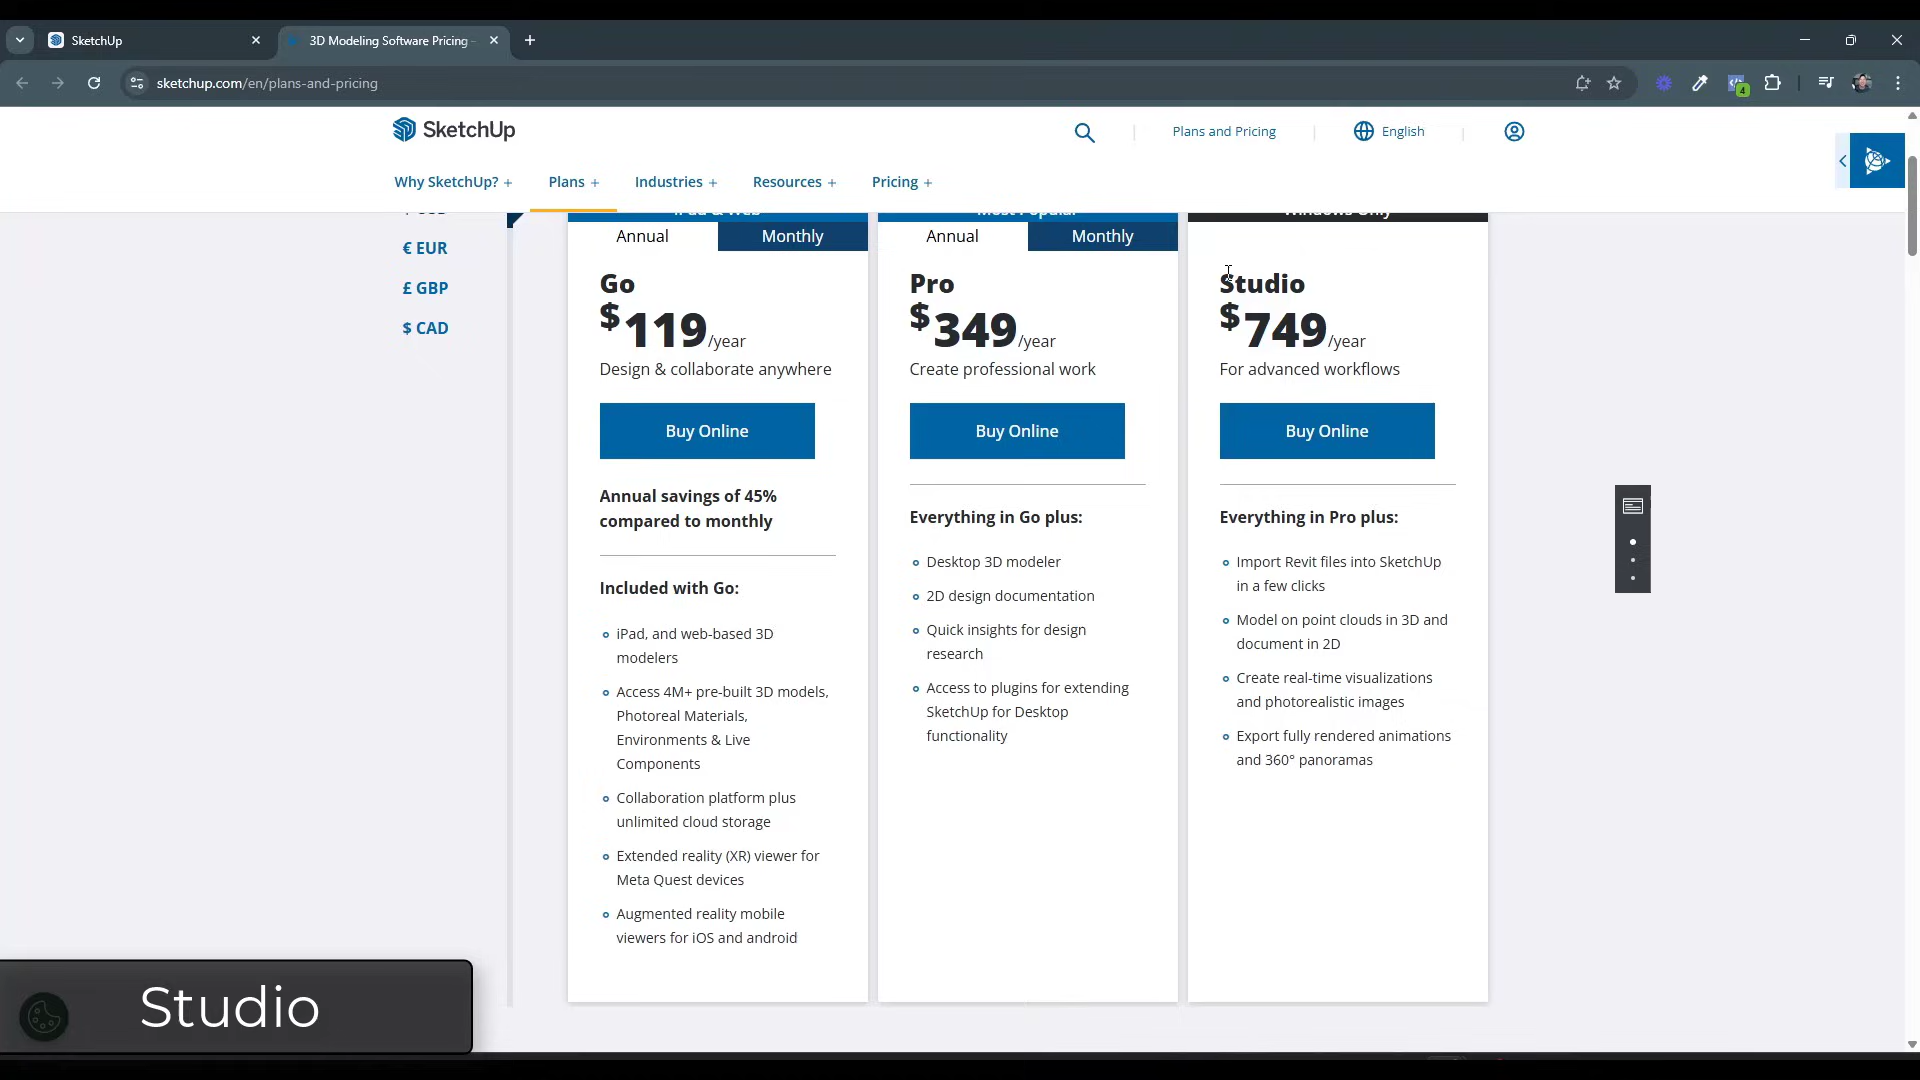 SketchUp
3D Modeling Software Pricing -
sketchup.com/en/plans-and-pricing
4
SketchUp
Plans and Pricing
English
Why SketchUp? +
Plans +
Industries +
Resources +
Pricing +
$ USD
€ EUR
£ GBP
$ CAD
iPad & Web
Annual
Monthly
Go
$119/year
Design & collaborate anywhere
Buy Online
Annual savings of 45%
compared to monthly
Included with Go:
iPad, and web-based 3D
modelers
Access 4M+ pre-built 3D models,
Photoreal Materials,
Environments & Live
Components
Collaboration platform plus
unlimited cloud storage
Extended reality (XR) viewer for
Meta Quest devices
Augmented reality mobile
viewers for iOS and android
Most Popular
Annual
Monthly
Pro
$349/year
Create professional work
Buy Online
Everything in Go plus:
Desktop 3D modeler
2D design documentation
Quick insights for design
research
Access to plugins for extending
SketchUp for Desktop
functionality
Windows Only
Studio
$749/year
For advanced workflows
Buy Online
Everything in Pro plus:
Import Revit files into SketchUp
in a few clicks
Model on point clouds in 3D and
document in 2D
Create real-time visualizations
and photorealistic images
Export fully rendered animations
and 360° panoramas
Studio